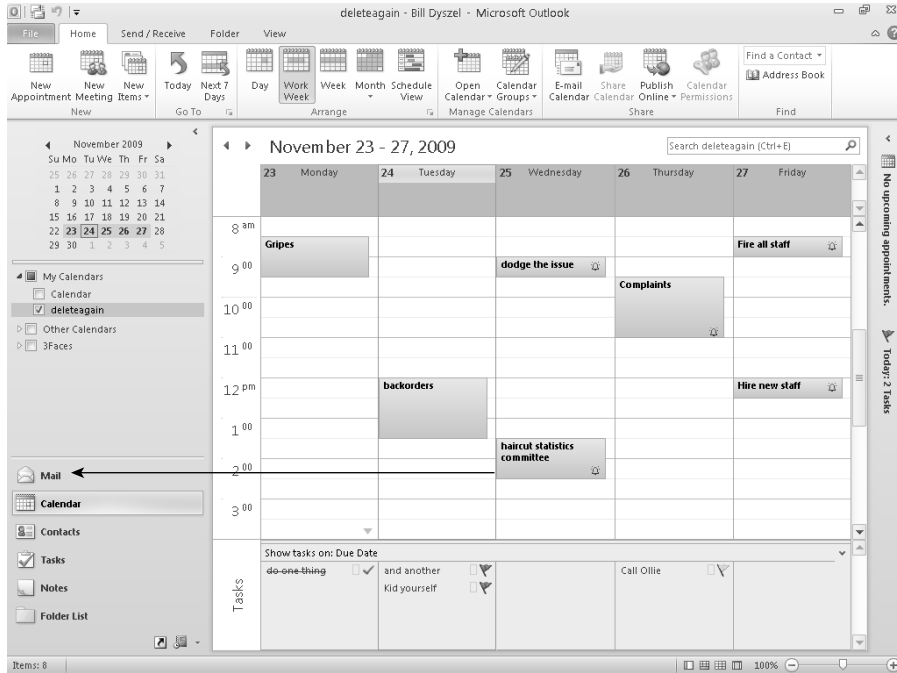 deleteagain - Bill Dyszel - Microsoft Outlook
File Home Send / Receive Folder View
New Appointment
New Meeting
New Items
New
Today
Next 7 Days
Go To
Day
Work Week
Week
Month
Schedule View
Arrange
Open Calendar
Calendar Groups
Manage Calendars
E-mail Calendar
Share Calendar
Publish Online
Calendar Permissions
Share
Find a Contact
Address Book
Find
November 2009
Su Mo Tu We Th Fr Sa
25 26 27 28 29 30 31
1 2 3 4 5 6 7
8 9 10 11 12 13 14
15 16 17 18 19 20 21
22 23 24 25 26 27 28
29 30 1 2 3 4 5
My Calendars
Calendar
deleteagain
Other Calendars
3Faces
Mail
Calendar
Contacts
Tasks
Notes
Folder List
November 23 - 27, 2009
Search deleteagain (Ctrl+E)
23 Monday 24 Tuesday 25 Wednesday 26 Thursday 27 Friday
8 am
Gripes
Fire all staff
9 00
dodge the issue
Complaints
10 00
11 00
12 pm
backorders
Hire new staff
1 00
haircut statistics
committee
2 00
3 00
Show tasks on: Due Date
Tasks
do one thing and another Call Ollie
Kid yourself
No upcoming appointments.
Today: 2 Tasks
Items: 8
100%